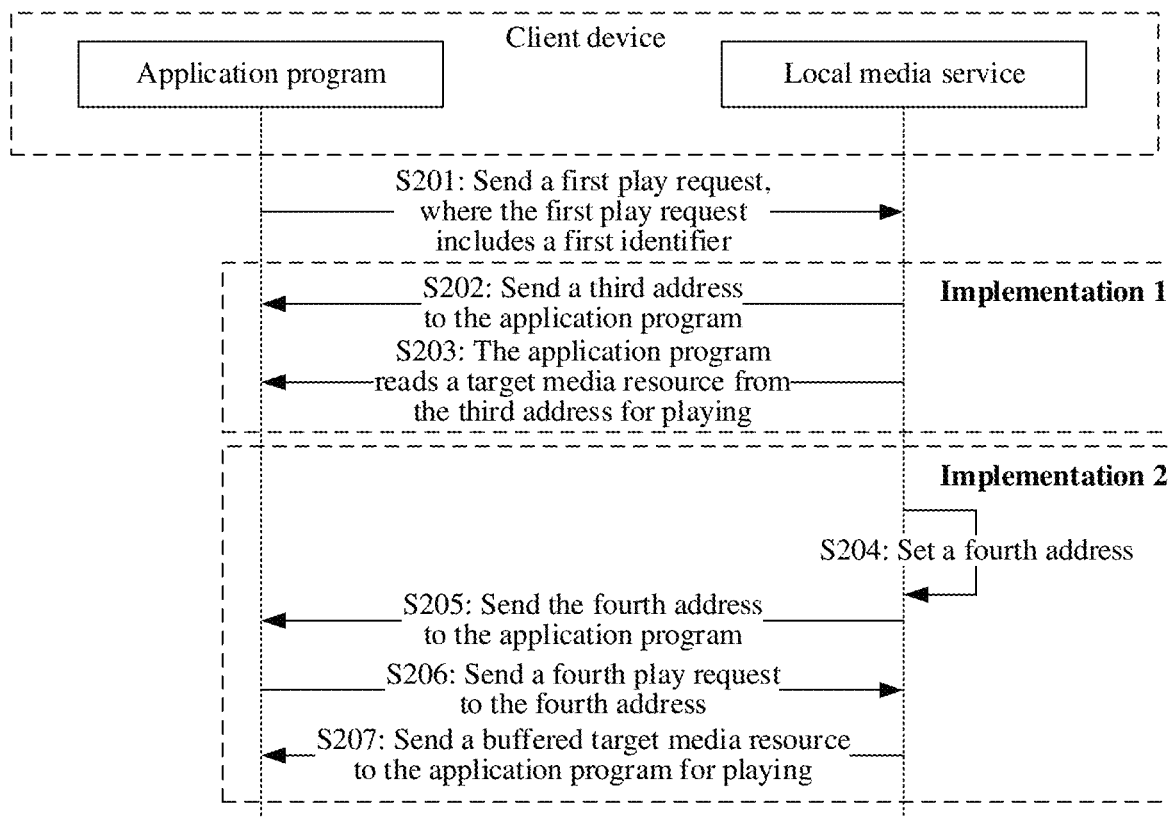 Client device
Application program
Local media service
S201: Send a first play request,
where the first play request
includes a first identifier
Implementation 1
S202: Send a third address
to the application program
S203: The application program
reads a target media resource from
the third address for playing
Implementation 2
S204: Set a fourth address
S205: Send the fourth address
to the application program
S206: Send a fourth play request
to the fourth address
S207: Send a buffered target media resource
to the application program for playing